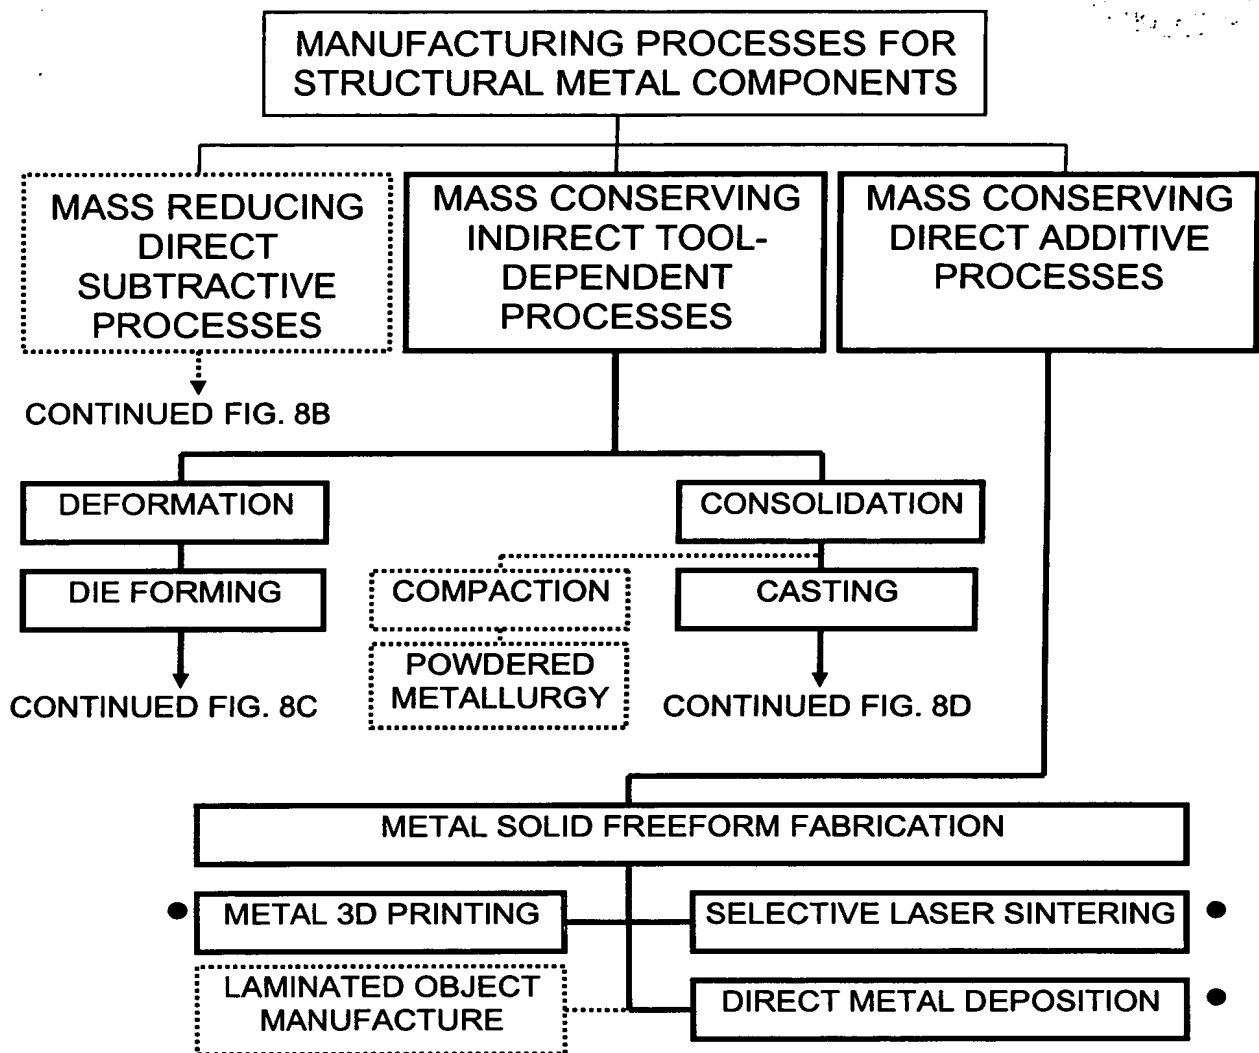 MANUFACTURING PROCESSES FOR
STRUCTURAL METAL COMPONENTS
MASS REDUCING
DIRECT
SUBTRACTIVE
PROCESSES
MASS CONSERVING
INDIRECT TOOL-
DEPENDENT
PROCESSES
MASS CONSERVING
DIRECT ADDITIVE
PROCESSES
CONTINUED FIG. 8B
DEFORMATION
CONSOLIDATION
DIE FORMING
COMPACTION
CASTING
POWDERED
METALLURGY
CONTINUED FIG. 8C
CONTINUED FIG. 8D
METAL SOLID FREEFORM FABRICATION
● METAL 3D PRINTING
SELECTIVE LASER SINTERING ●
LAMINATED OBJECT
MANUFACTURE
DIRECT METAL DEPOSITION ●